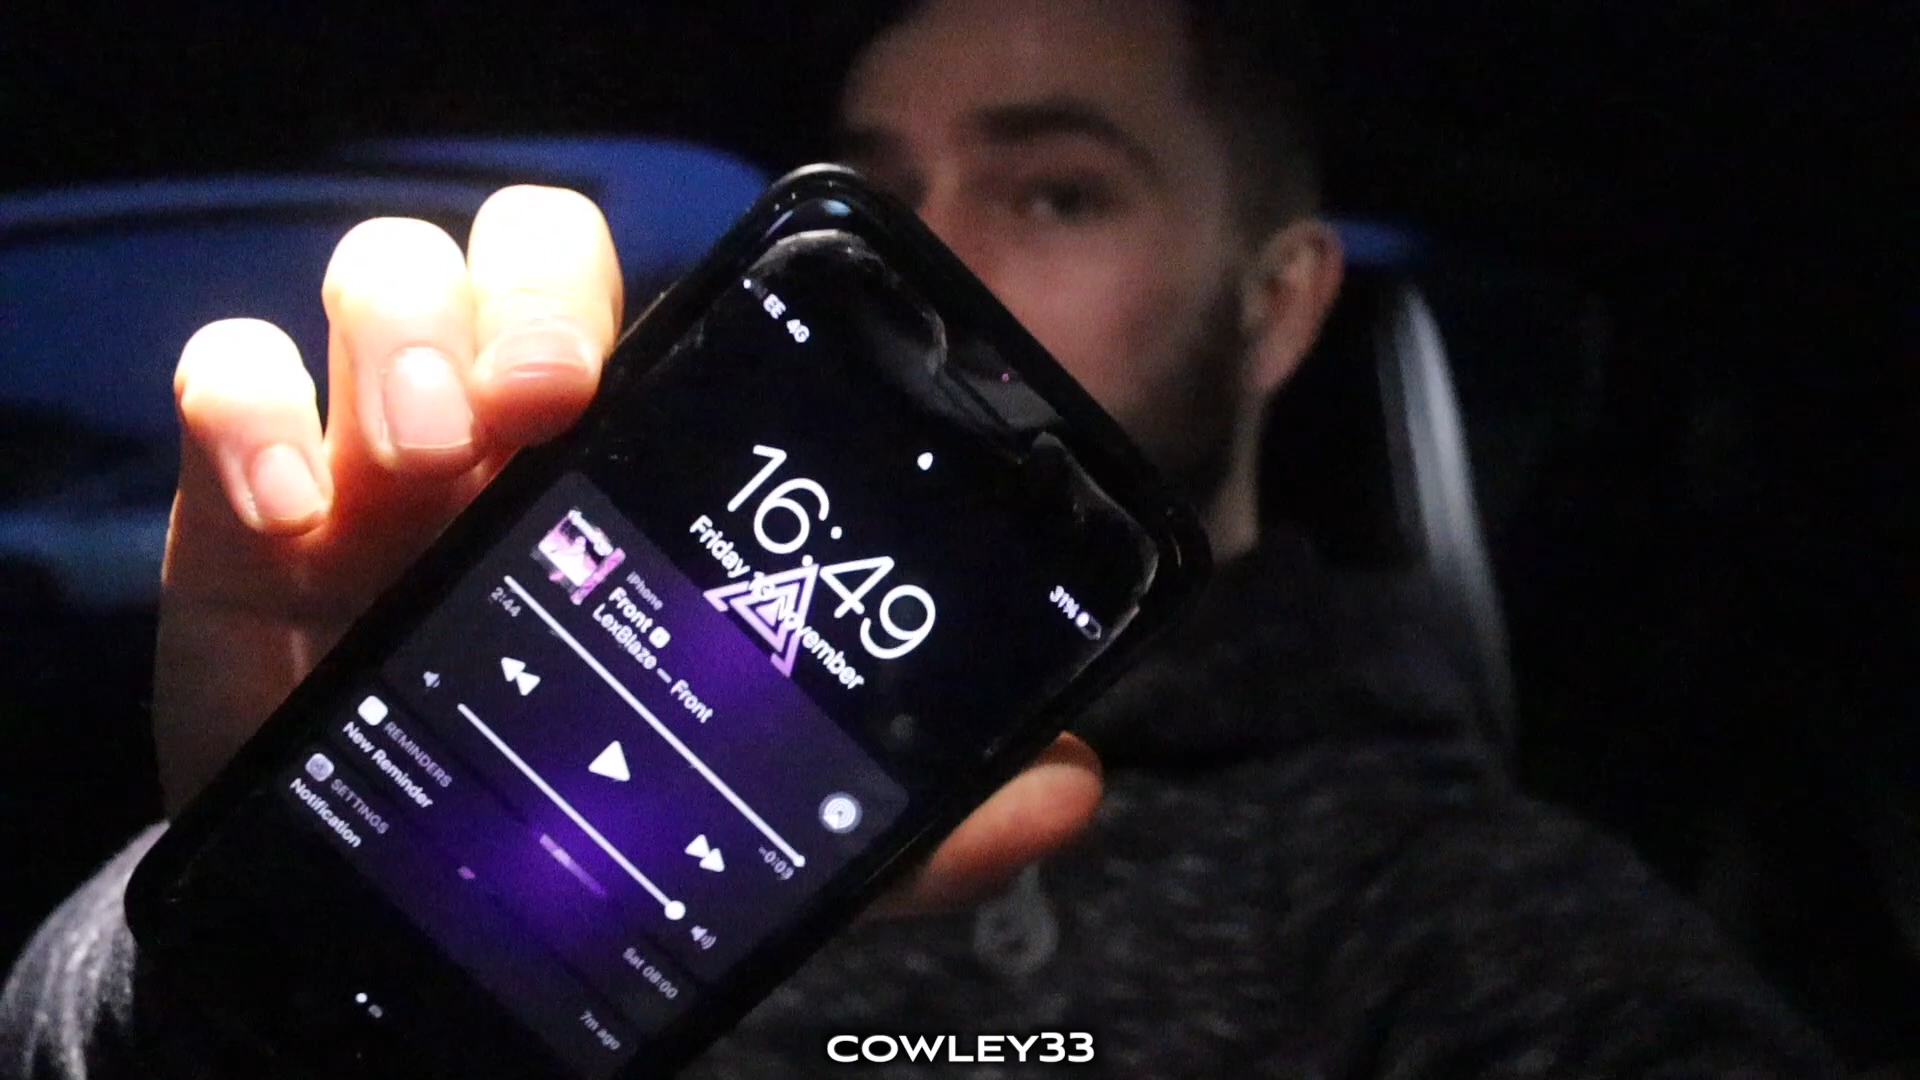 EE 4G
31%
16:49
Friday 13 November
iPhone
Front E
LexBlaze — Front
2:44
-0:03
REMINDERS
Sat 08:00
New Reminder
SETTINGS
7m ago
Notification
COWLEY33